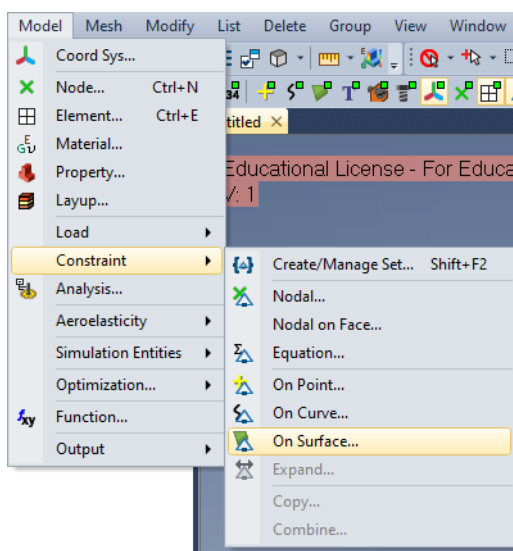 Model Mesh Modify List Delete Group View Window
Coord Sys...
Node... Ctrl+N
34
Element... Ctrl+E
titled
Material...
Educational License - For Educa
Property...
V: 1
Layup...
Load
Constraint
Create/Manage Set... Shift+F2
Analysis...
Nodal...
Aeroelasticity
Nodal on Face...
Simulation Entities
Equation...
Optimization...
On Point...
Function...
On Curve...
Output
On Surface...
Expand...
Copy...
Combine...